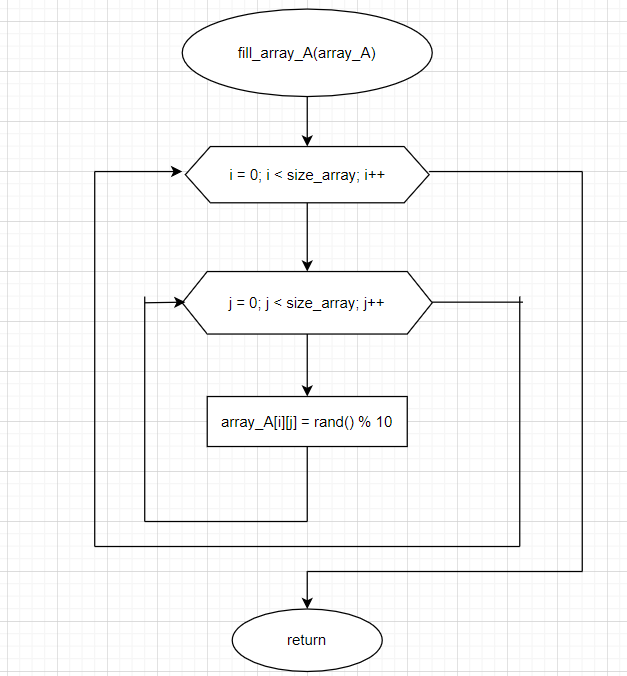 fill_array_A(array_A)
i = 0; i < size_array; i++
j = 0; j < size_array; j++
array_A[i][j] = rand() % 10
return